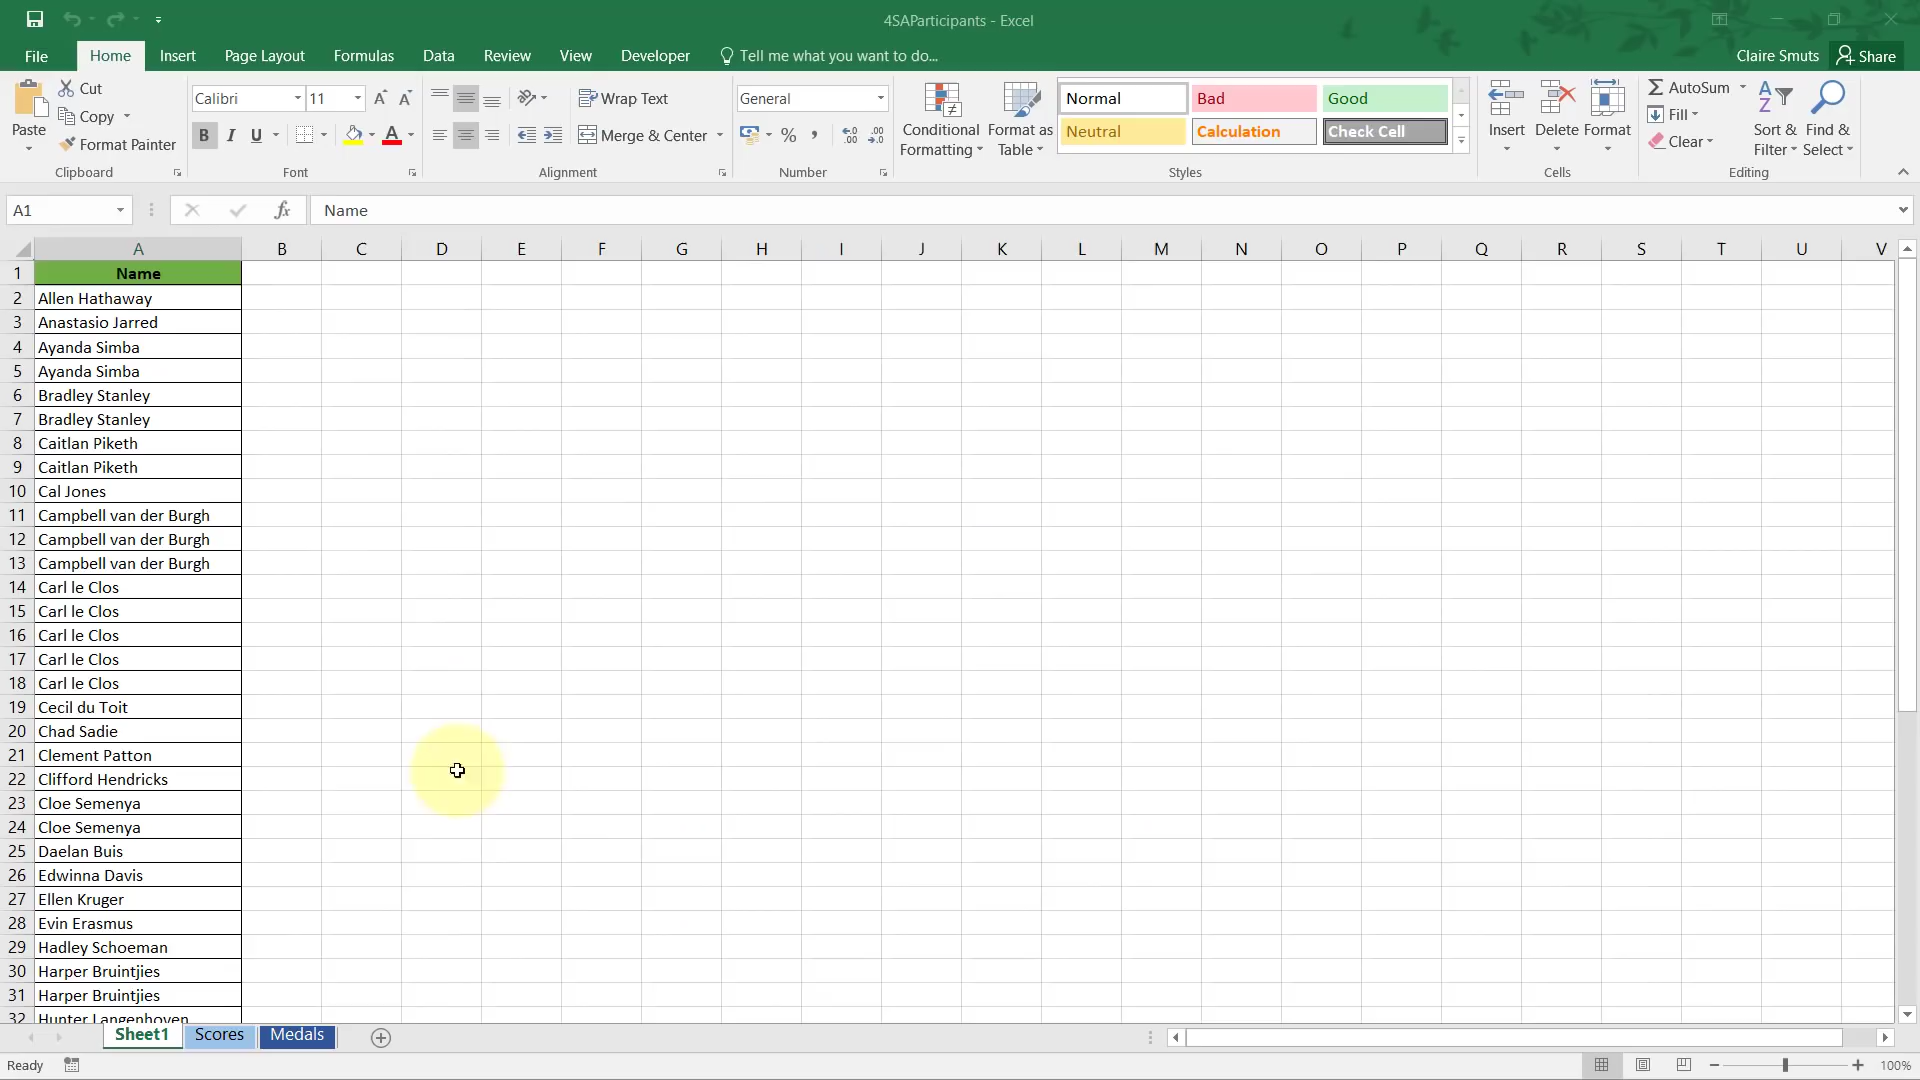 4SAParticipants - Excel
File Home Insert Page Layout Formulas Data Review View Developer Tell me what you want to do... Claire Smuts Share
Paste Cut Copy Format Painter Clipboard
Calibri 11 A A B I U A Font
Wrap Text Merge & Center Alignment
General % , Number
Conditional Formatting Format as Table Normal Bad Good Neutral Calculation Check Cell Styles
Insert Delete Format Cells
AutoSum Fill Clear Sort & Filter Find & Select Editing
A1 fx Name
A B C D E F G H I J K L M N O P Q R S T U V
1 Name
2 Allen Hathaway
3 Anastasio Jarred
4 Ayanda Simba
5 Ayanda Simba
6 Bradley Stanley
7 Bradley Stanley
8 Caitlan Piketh
9 Caitlan Piketh
10 Cal Jones
11 Campbell van der Burgh
12 Campbell van der Burgh
13 Campbell van der Burgh
14 Carl le Clos
15 Carl le Clos
16 Carl le Clos
17 Carl le Clos
18 Carl le Clos
19 Cecil du Toit
20 Chad Sadie
21 Clement Patton
22 Clifford Hendricks
23 Cloe Semenya
24 Cloe Semenya
25 Daelan Buis
26 Edwinna Davis
27 Ellen Kruger
28 Evin Erasmus
29 Hadley Schoeman
30 Harper Bruintjies
31 Harper Bruintjies
32 Hunter Langenhoven
Sheet1 Scores Medals
Ready 100%